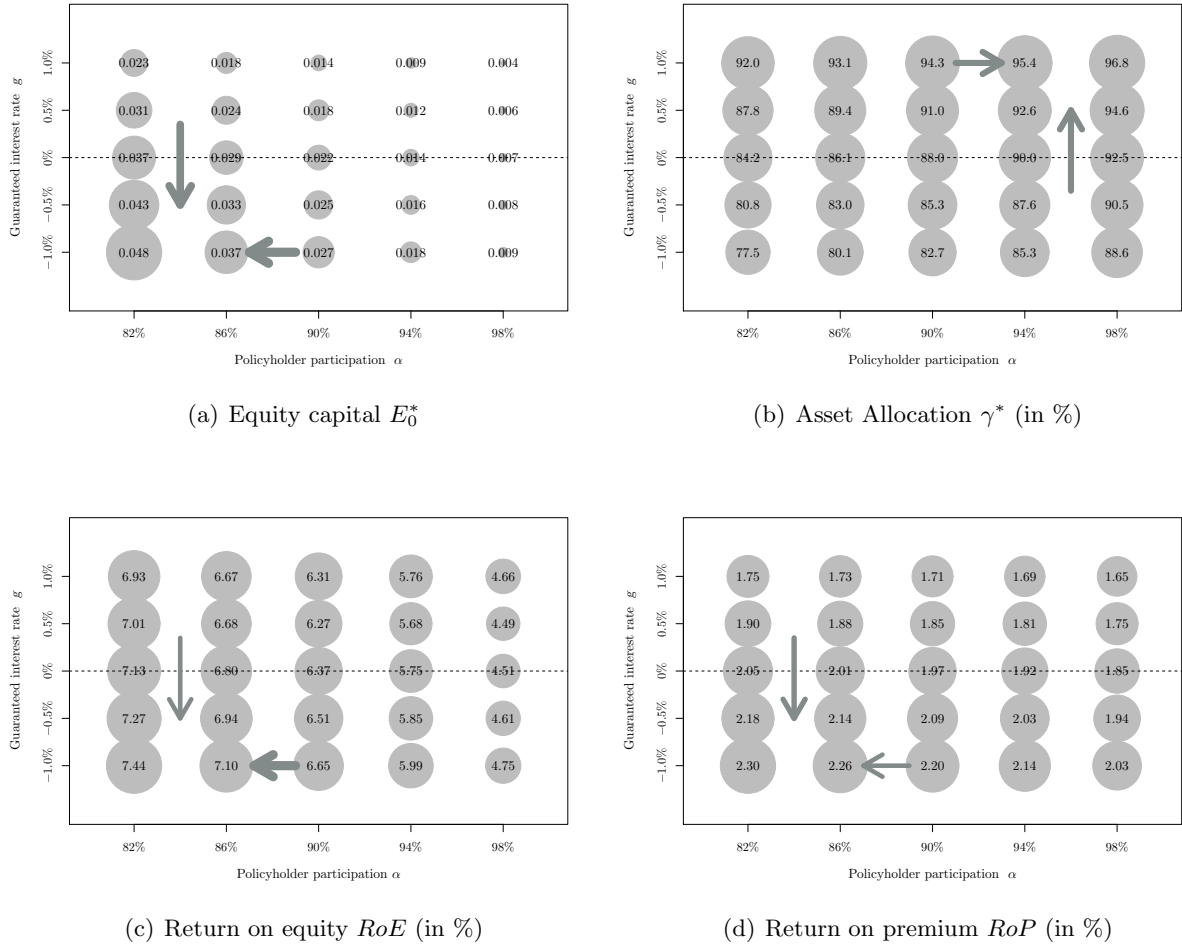 Guaranteed interest rate g
1.0%
0.023 0.018 0.014 0.009 0.004
0.5%
0.031 0.024 0.018 0.012 0.006
0%
0.037 0.029 0.022 0.014 0.007
−0.5%
0.043 0.033 0.025 0.016 0.008
−1.0%
0.048 0.037 0.027 0.018 0.009
82% 86% 90% 94% 98%
Policyholder participation α
(a) Equity capital E₀*
Guaranteed interest rate g
1.0%
92.0 93.1 94.3 95.4 96.8
0.5%
87.8 89.4 91.0 92.6 94.6
0%
84.2 86.1 88.0 90.0 92.5
−0.5%
80.8 83.0 85.3 87.6 90.5
−1.0%
77.5 80.1 82.7 85.3 88.6
82% 86% 90% 94% 98%
Policyholder participation α
(b) Asset Allocation γ* (in %)
Guaranteed interest rate g
1.0%
6.93 6.67 6.31 5.76 4.66
0.5%
7.01 6.68 6.27 5.68 4.49
0%
7.13 6.80 6.37 5.75 4.51
−0.5%
7.27 6.94 6.51 5.85 4.61
−1.0%
7.44 7.10 6.65 5.99 4.75
82% 86% 90% 94% 98%
Policyholder participation α
(c) Return on equity RoE (in %)
Guaranteed interest rate g
1.0%
1.75 1.73 1.71 1.69 1.65
0.5%
1.90 1.88 1.85 1.81 1.75
0%
2.05 2.01 1.97 1.92 1.85
−0.5%
2.18 2.14 2.09 2.03 1.94
−1.0%
2.30 2.26 2.20 2.14 2.03
82% 86% 90% 94% 98%
Policyholder participation α
(d) Return on premium RoP (in %)